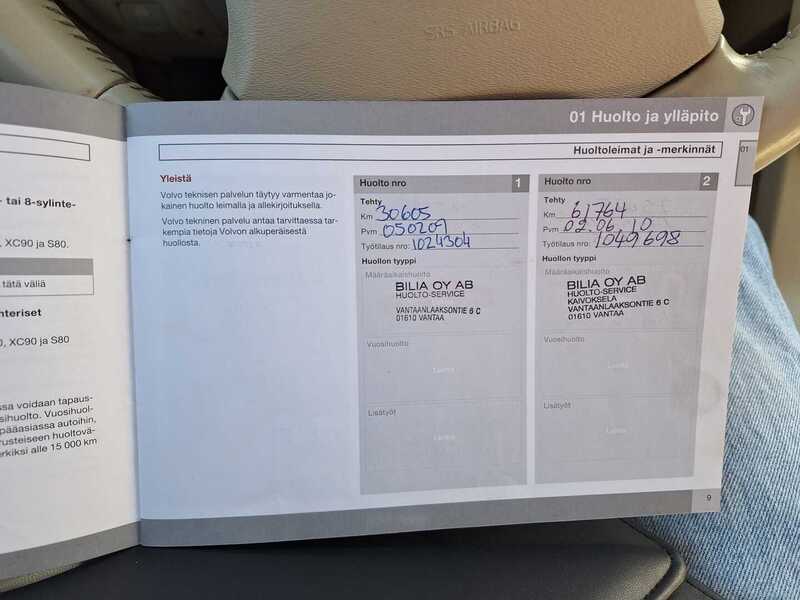 SRS AIRBAG
01 Huolto ja ylläpito
Huoltoleimat ja -merkinnät
01
- tai 8-sylinte-
, XC90 ja S80.
tätä väliä
nteriset
0, XC90 ja S80
ssa voidaan tapaus-
sihuolto. Vuosihuol-
pääasiassa autoihin,
rusteiseen huoltovä-
erkiksi alle 15 000 km
Yleistä
Volvo teknisen palvelun täytyy varmentaa jo-
kainen huolto leimalla ja allekirjoituksella.
Volvo tekninen palvelu antaa tarvittaessa tar-
kempia tietoja Volvon alkuperäisestä
huollosta.
Huolto nro 1
Tehty
Km 30605
Pvm 050209
Työtilaus nro: 1024304
Huollon tyyppi
Määräaikaishuolto
BILIA OY AB
HUOLTO-SERVICE
VANTAANLAAKSONTIE 6 C
01610 VANTAA
Vuosihuolto
Leima
Lisätyöt
Leima
Huolto nro 2
Tehty
Km 61764
Pvm 02.06.10
Työtilaus nro: 1049698
Huollon tyyppi
Määräaikaishuolto
BILIA OY AB
HUOLTO-SERVICE
KAIVOKSELA
VANTAANLAAKSONTIE 6 C
01610 VANTAA
Vuosihuolto
Leima
Lisätyöt
Leima
9